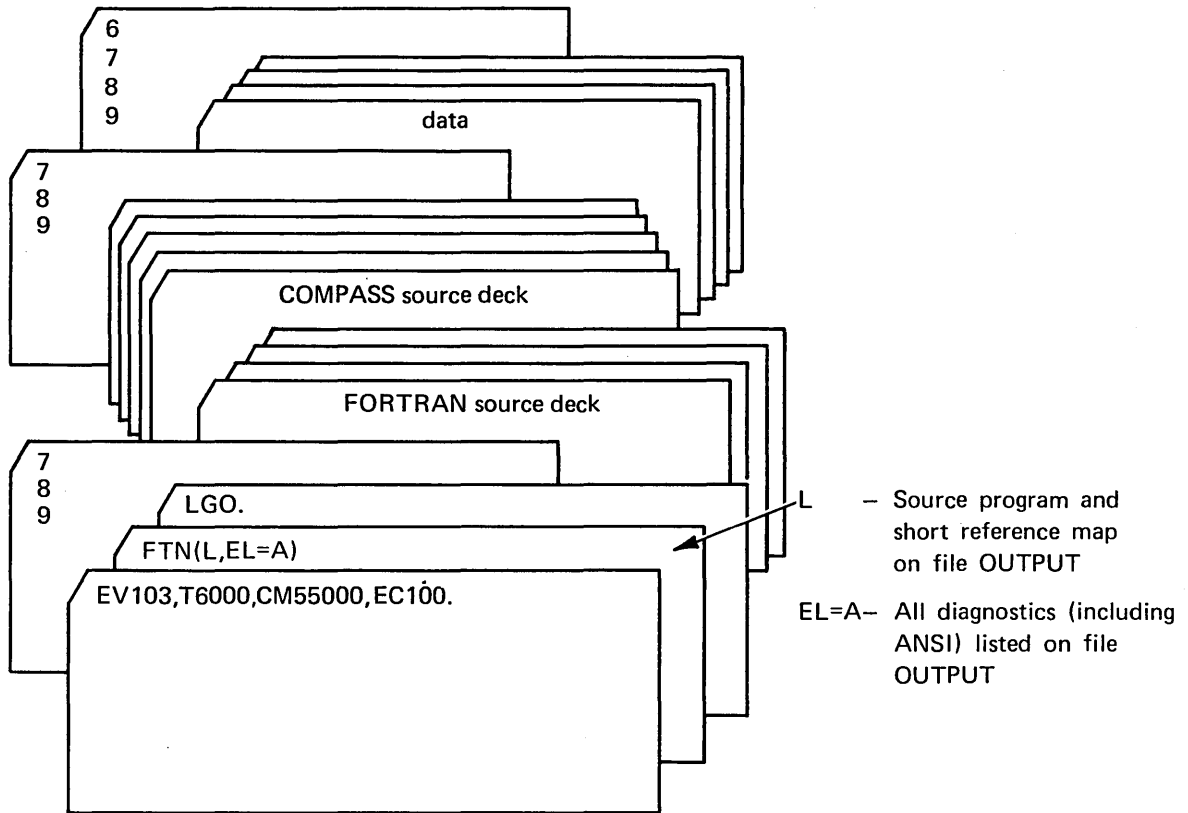 6
7
8
9
data
7
8
9
COMPASS source deck
FORTRAN source deck
7
8
9
LGO.
FTN(L,EL=A)
EV103,T6000,CM55000,EC100.
L – Source program and
short reference map
on file OUTPUT
EL=A– All diagnostics (including
ANSI) listed on file
OUTPUT